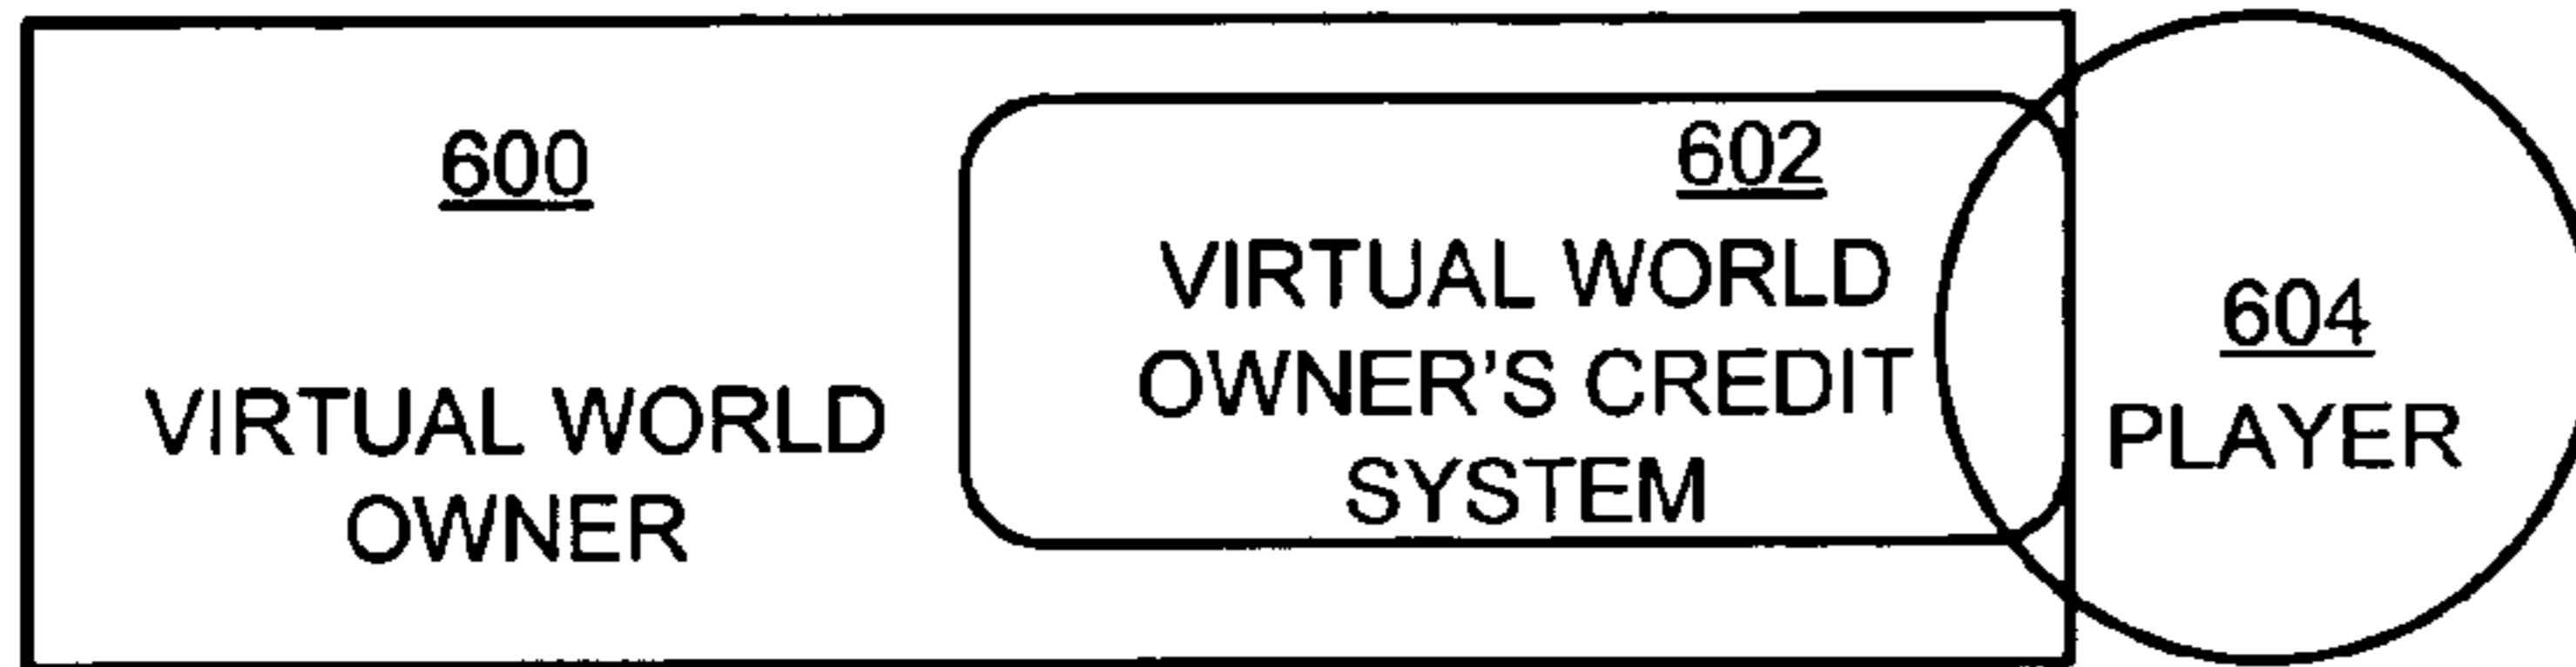 600
VIRTUAL WORLD
OWNER
602
VIRTUAL WORLD
OWNER'S CREDIT
SYSTEM
604
PLAYER